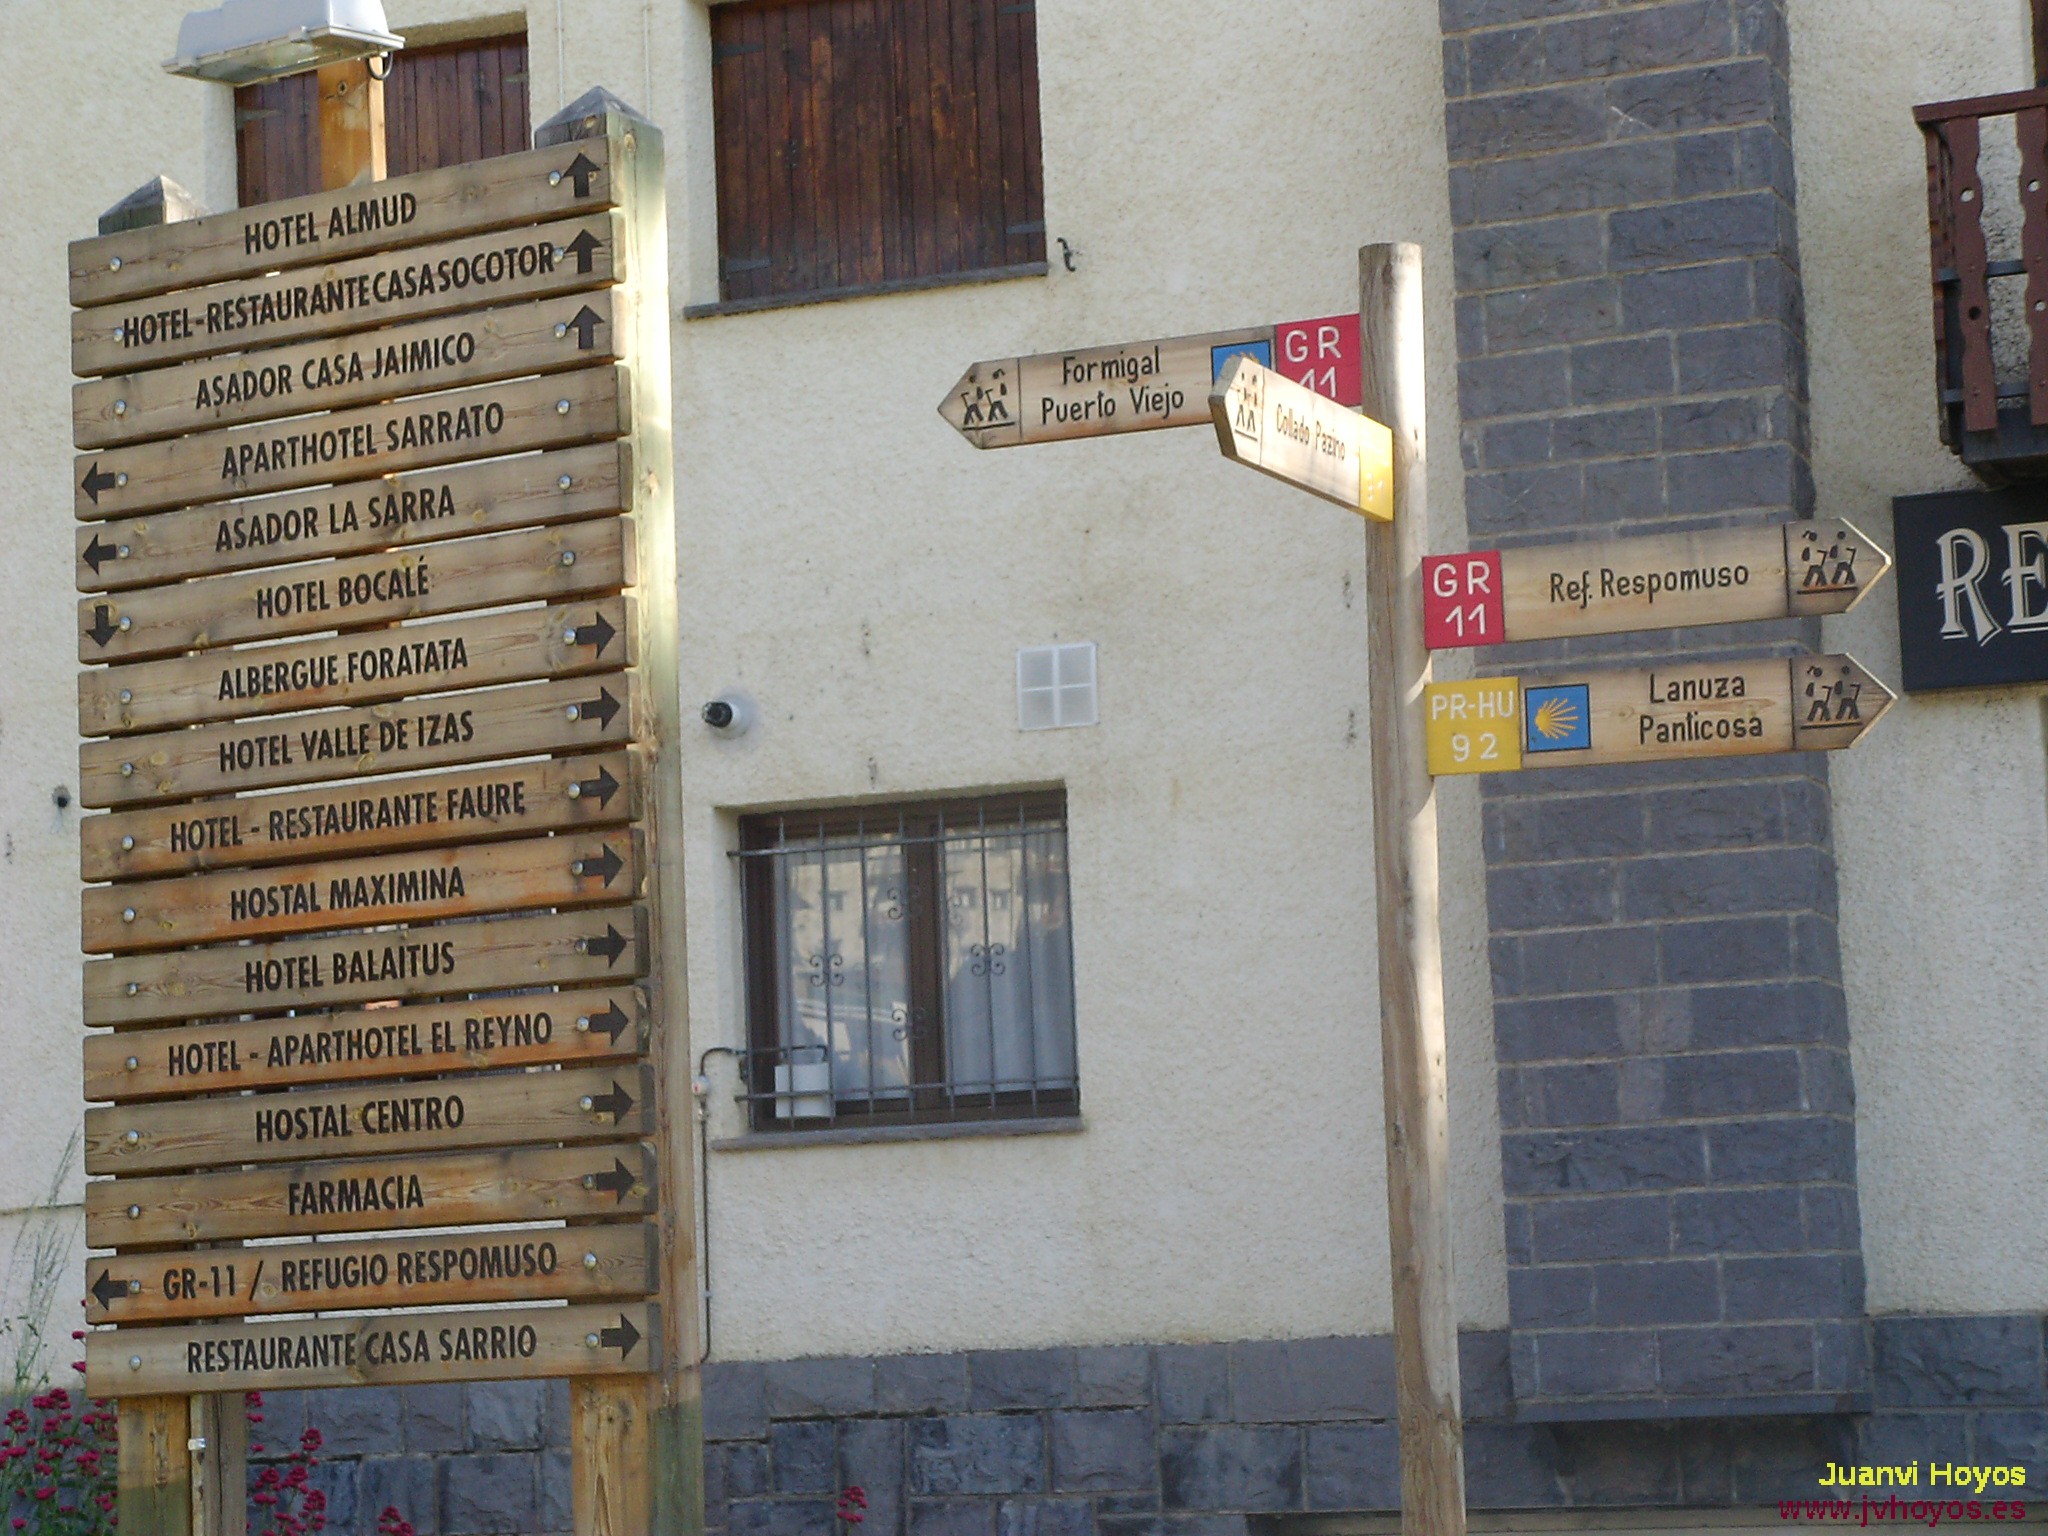 HOTEL ALMUD
HOTEL-RESTAURANTE CASA SOCOTOR
ASADOR CASA JAIMICO
APARTHOTEL SARRATO
ASADOR LA SARRA
HOTEL BOCALÉ
ALBERGUE FORATATA
HOTEL VALLE DE IZAS
HOTEL - RESTAURANTE FAURE
HOSTAL MAXIMINA
HOTEL BALAITUS
HOTEL - APARTHOTEL EL REYNO
HOSTAL CENTRO
FARMACIA
GR-11 / REFUGIO RESPOMUSO
RESTAURANTE CASA SARRIO
Formigal
Puerto Viejo
GR
11
Collado Pazino
GR
11
Ref. Respomuso
PR-HU
92
Lanuza
Panticosa
RE
Juanvi Hoyos
www.jvhoyos.es